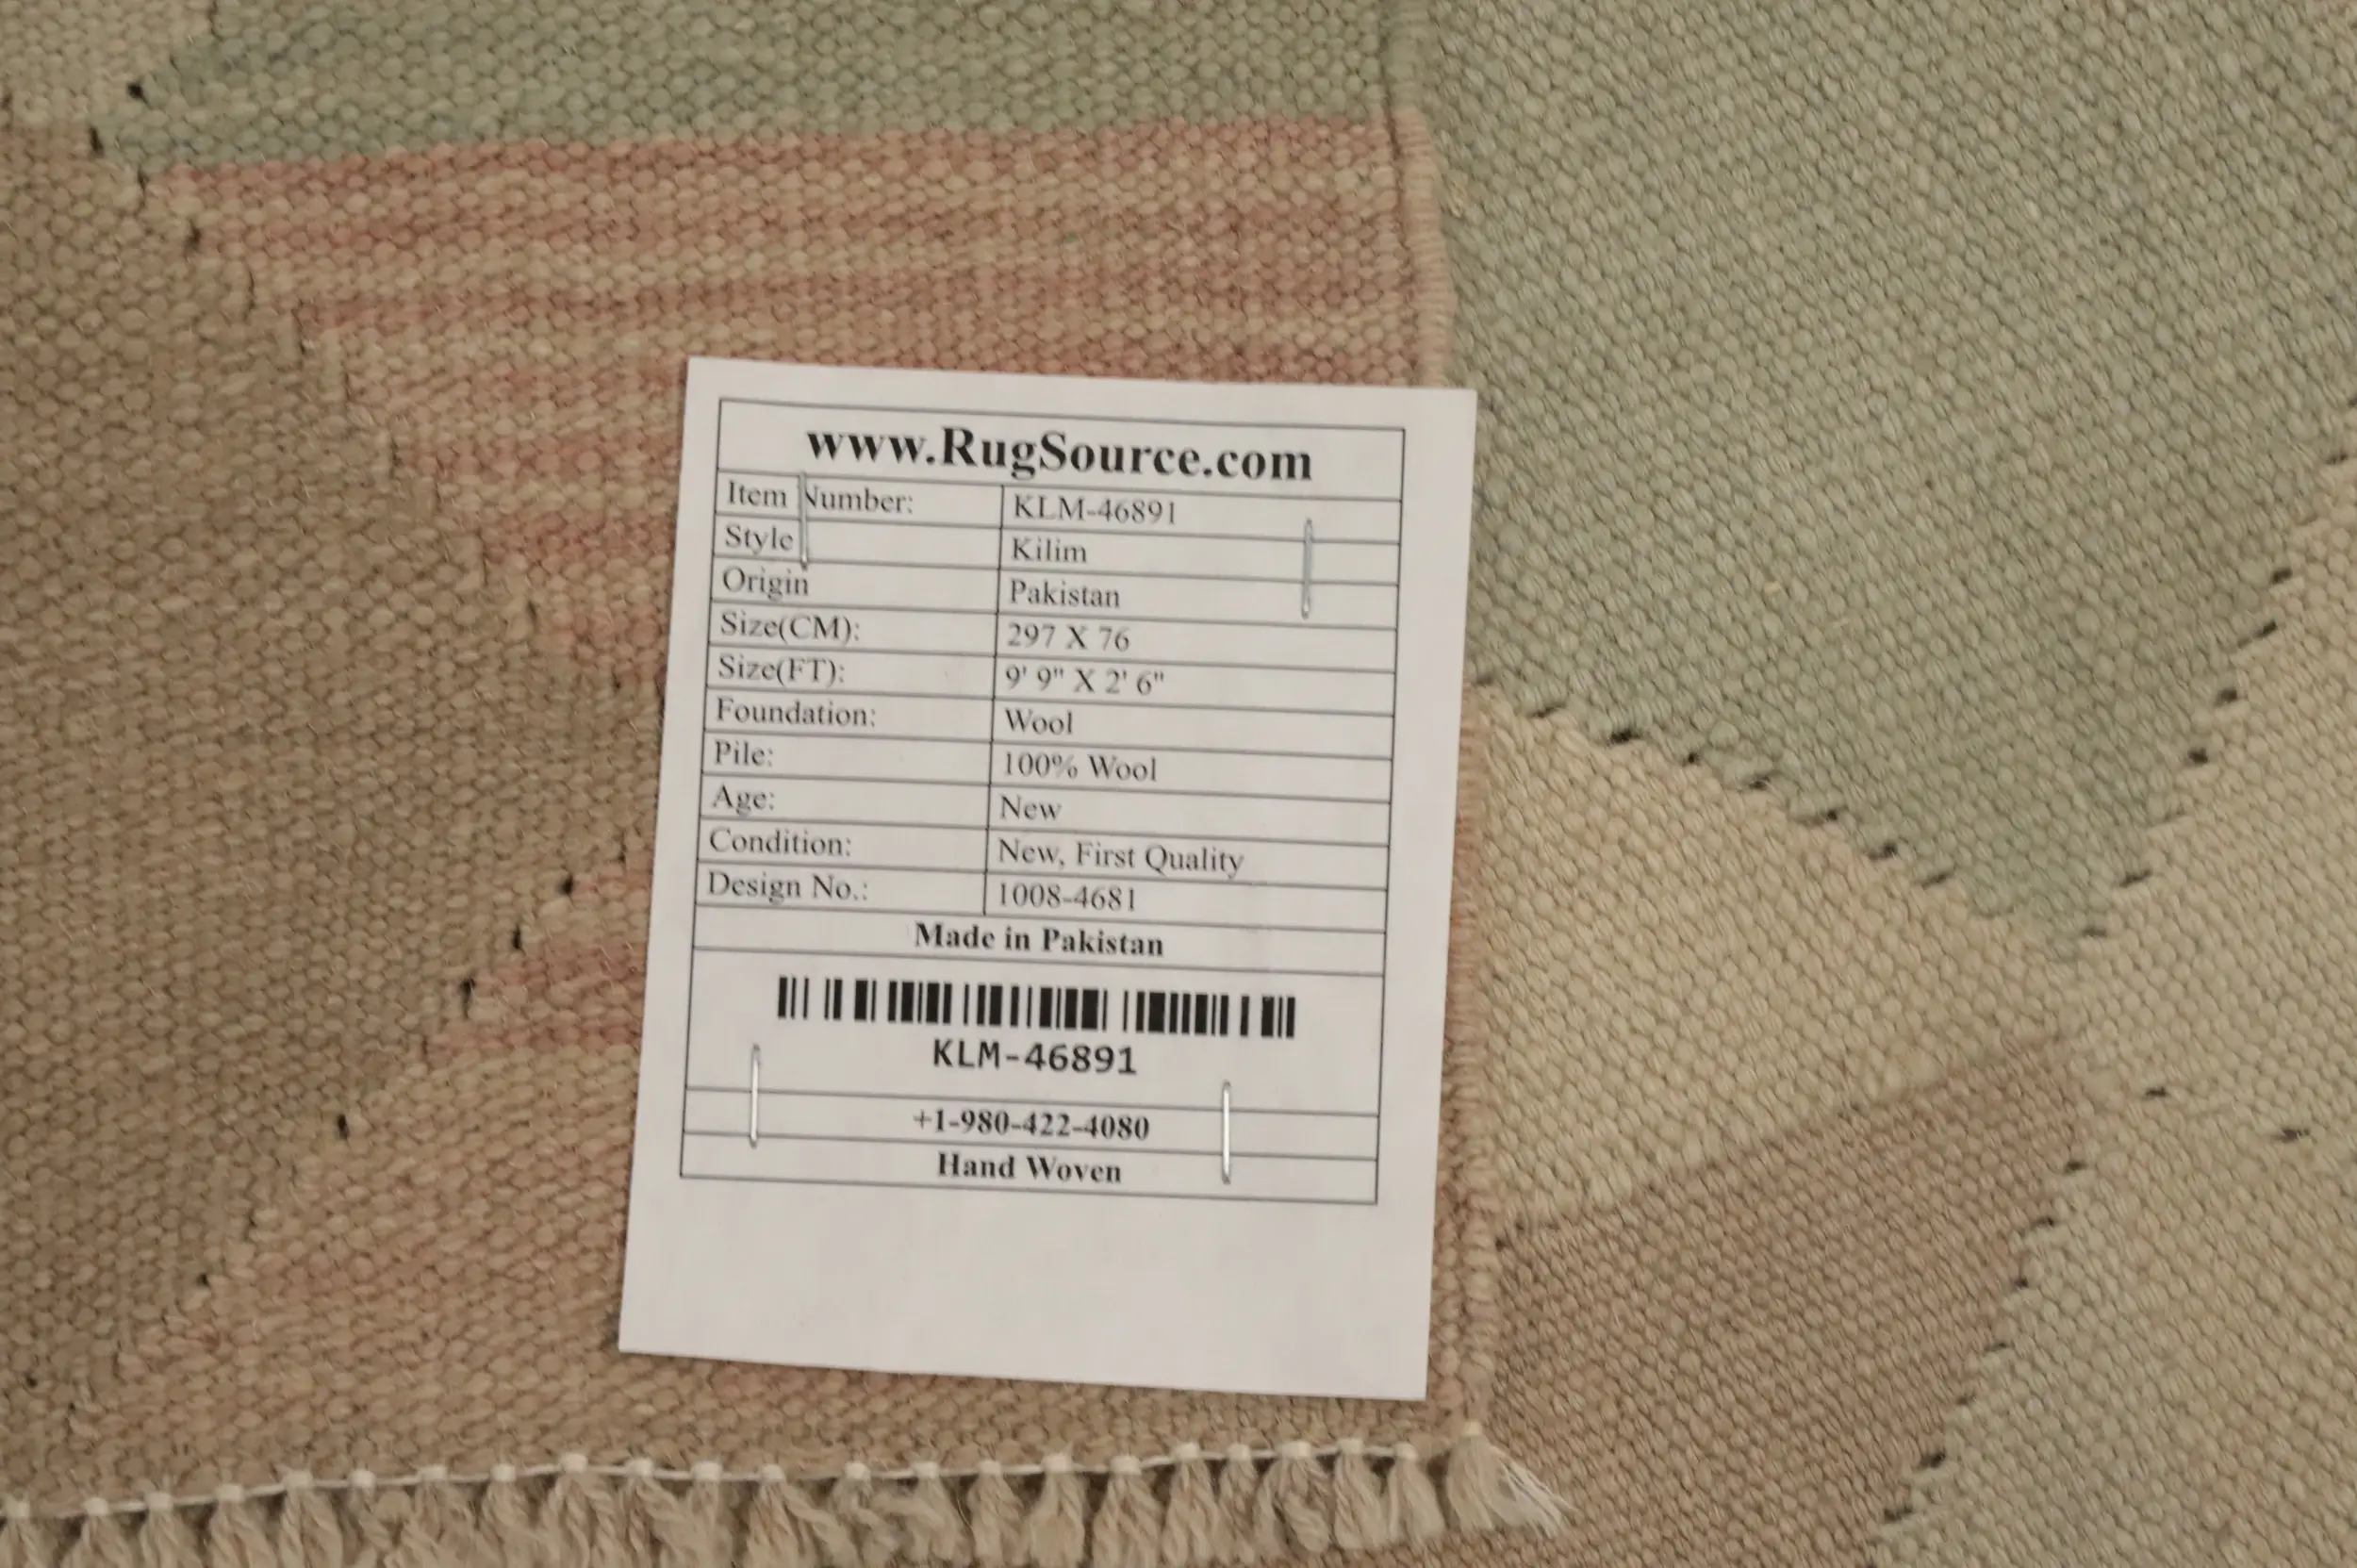 www.RugSource.com
Item Number: KLM-46891
Style Kilim
Origin Pakistan
Size(CM): 297 X 76
Size(FT): 9' 9" X 2' 6"
Foundation: Wool
Pile: 100% Wool
Age: New
Condition: New, First Quality
Design No.: 1008-4681
Made in Pakistan
KLM-46891
+1-980-422-4080
Hand Woven